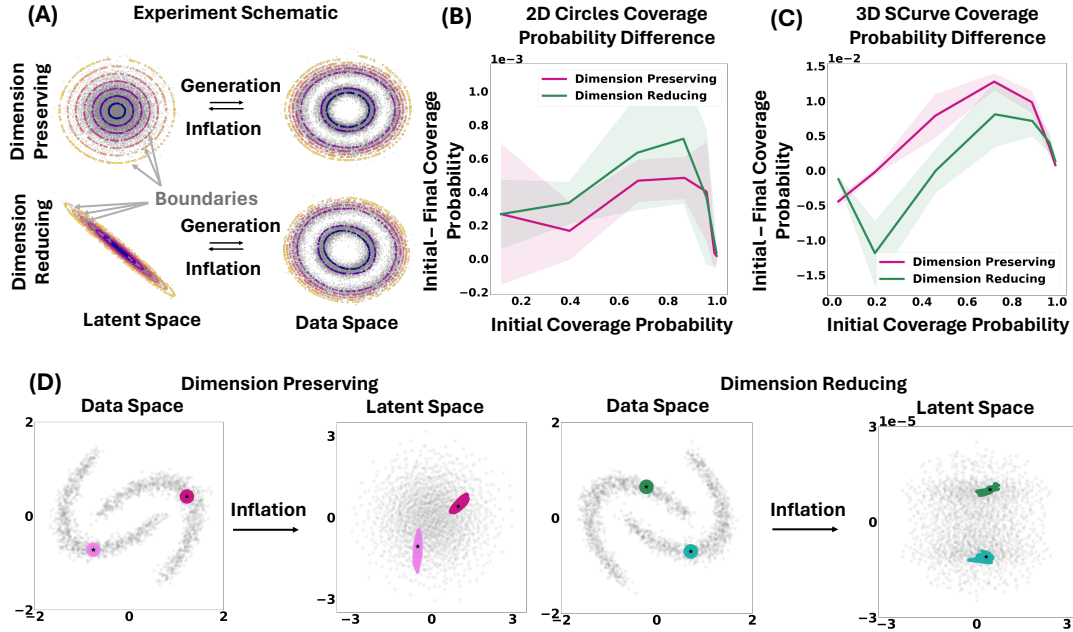 (A)
Experiment Schematic
Dimension
Preserving
Generation
Inflation
Boundaries
Dimension
Reducing
Generation
Inflation
Latent Space
Data Space
(B)
2D Circles Coverage
Probability Difference
1e−3
Initial – Final Coverage
Probability
1.0
0.8
0.6
0.4
0.2
0.0
−0.2
Dimension Preserving
Dimension Reducing
0.2
0.4
0.6
0.8
1.0
Initial Coverage Probability
(C)
3D SCurve Coverage
Probability Difference
1e−2
Initial – Final Coverage
Probability
1.5
1.0
0.5
0.0
−0.5
−1.0
−1.5
Dimension Preserving
Dimension Reducing
0.0
0.2
0.4
0.6
0.8
1.0
Initial Coverage Probability
(D)
Dimension Preserving
Data Space
2
0
−2
−2
0
2
Inflation
Latent Space
3
0
−3
−3
0
3
Dimension Reducing
Data Space
2
0
−2
−2
0
2
Inflation
Latent Space
1e−5
3
0
−3
−3
0
3